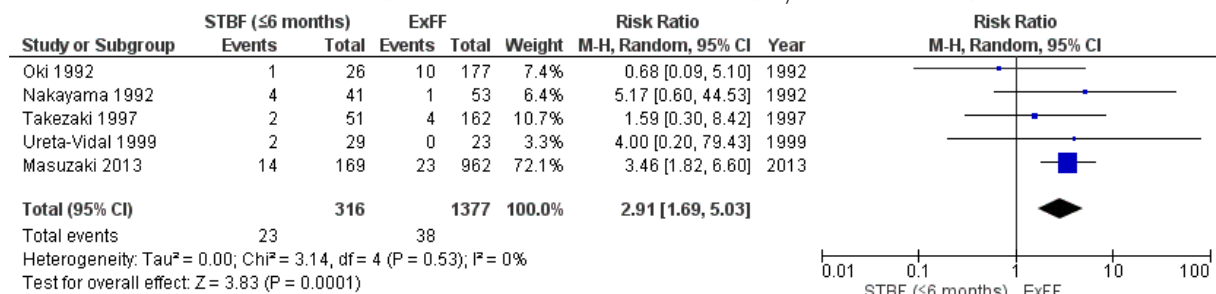 STBF (≤6 months) ExFF Risk Ratio Risk Ratio
Study or Subgroup Events Total Events Total Weight M-H, Random, 95% CI Year M-H, Random, 95% CI
Oki 1992 1 26 10 177 7.4% 0.68 [0.09, 5.10] 1992
Nakayama 1992 4 41 1 53 6.4% 5.17 [0.60, 44.53] 1992
Takezaki 1997 2 51 4 162 10.7% 1.59 [0.30, 8.42] 1997
Ureta-Vidal 1999 2 29 0 23 3.3% 4.00 [0.20, 79.43] 1999
Masuzaki 2013 14 169 23 962 72.1% 3.46 [1.82, 6.60] 2013
Total (95% CI) 316 1377 100.0% 2.91 [1.69, 5.03]
Total events 23 38
Heterogeneity: Tau² = 0.00; Chi² = 3.14, df = 4 (P = 0.53); I² = 0%
Test for overall effect: Z = 3.83 (P = 0.0001)
0.01 0.1 1 10 100
STBF (≤6 months) ExFF